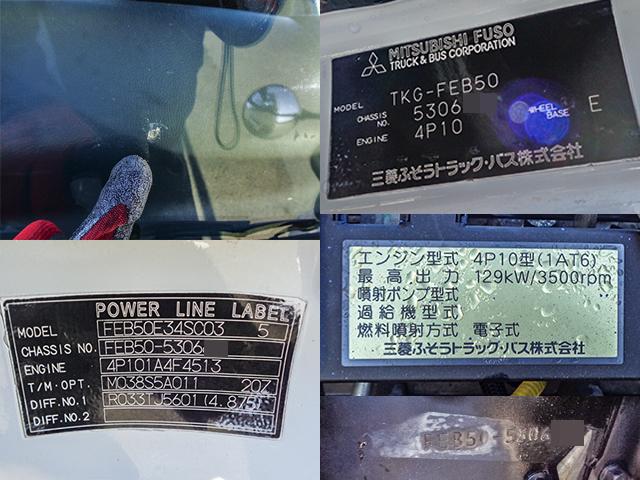 MITSUBISHI FUSO
TRUCK & BUS CORPORATION
MODEL TKG-FEB50
CHASSIS NO. 5306
WHEEL BASE E
ENGINE 4P10
三菱ふそうトラック・バス株式会社
エンジン型式 4P10型(1AT6)
最高出力 129kW/3500rpm
噴射ポンプ型式
過給機型式
燃料噴射方式 電子式
三菱ふそうトラック・バス株式会社
POWER LINE LABEL
MODEL FEB50E34SC03 5
CHASSIS NO. FEB50-5306
ENGINE 4P101A4F4513
T/M.OPT. M038S5A011 20%
DIFF.NO.1 R033TJ5601(4.875)
DIFF.NO.2
FEB50-5306